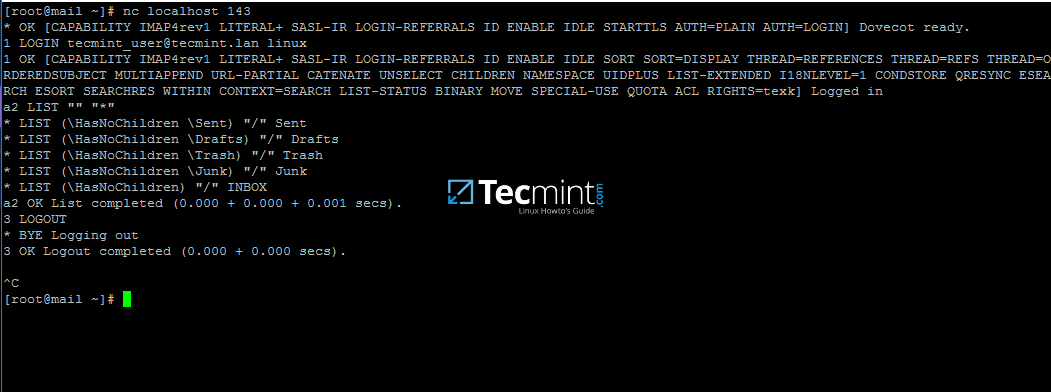 [root@mail ~]# nc localhost 143
* OK [CAPABILITY IMAP4rev1 LITERAL+ SASL-IR LOGIN-REFERRALS ID ENABLE IDLE STARTTLS AUTH=PLAIN AUTH=LOGIN] Dovecot ready.
1 LOGIN tecmint_user@tecmint.lan linux
1 OK [CAPABILITY IMAP4rev1 LITERAL+ SASL-IR LOGIN-REFERRALS ID ENABLE IDLE SORT SORT=DISPLAY THREAD=REFERENCES THREAD=REFS THREAD=O
RDEREDSUBJECT MULTIAPPEND URL-PARTIAL CATENATE UNSELECT CHILDREN NAMESPACE UIDPLUS LIST-EXTENDED I18NLEVEL=1 CONDSTORE QRESYNC ESEA
RCH ESORT SEARCHRES WITHIN CONTEXT=SEARCH LIST-STATUS BINARY MOVE SPECIAL-USE QUOTA ACL RIGHTS=texk] Logged in
a2 LIST "" "*"
* LIST (\HasNoChildren \Sent) "/" Sent
* LIST (\HasNoChildren \Drafts) "/" Drafts
* LIST (\HasNoChildren \Trash) "/" Trash
* LIST (\HasNoChildren \Junk) "/" Junk
* LIST (\HasNoChildren) "/" INBOX
a2 OK List completed (0.000 + 0.000 + 0.001 secs).
3 LOGOUT
* BYE Logging out
3 OK Logout completed (0.000 + 0.000 secs).
^C
[root@mail ~]#
Tecmint.com
Linux Howto's Guide